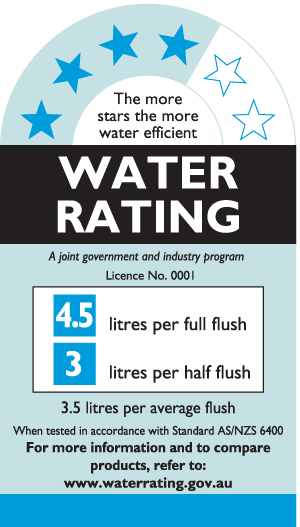 The more
stars the more
water efficient
WATER
RATING
A joint government and industry program
Licence No. 0001
4.5 litres per full flush
3 litres per half flush
3.5 litres per average flush
When tested in accordance with Standard AS/NZS 6400
For more information and to compare
products, refer to:
www.waterrating.gov.au